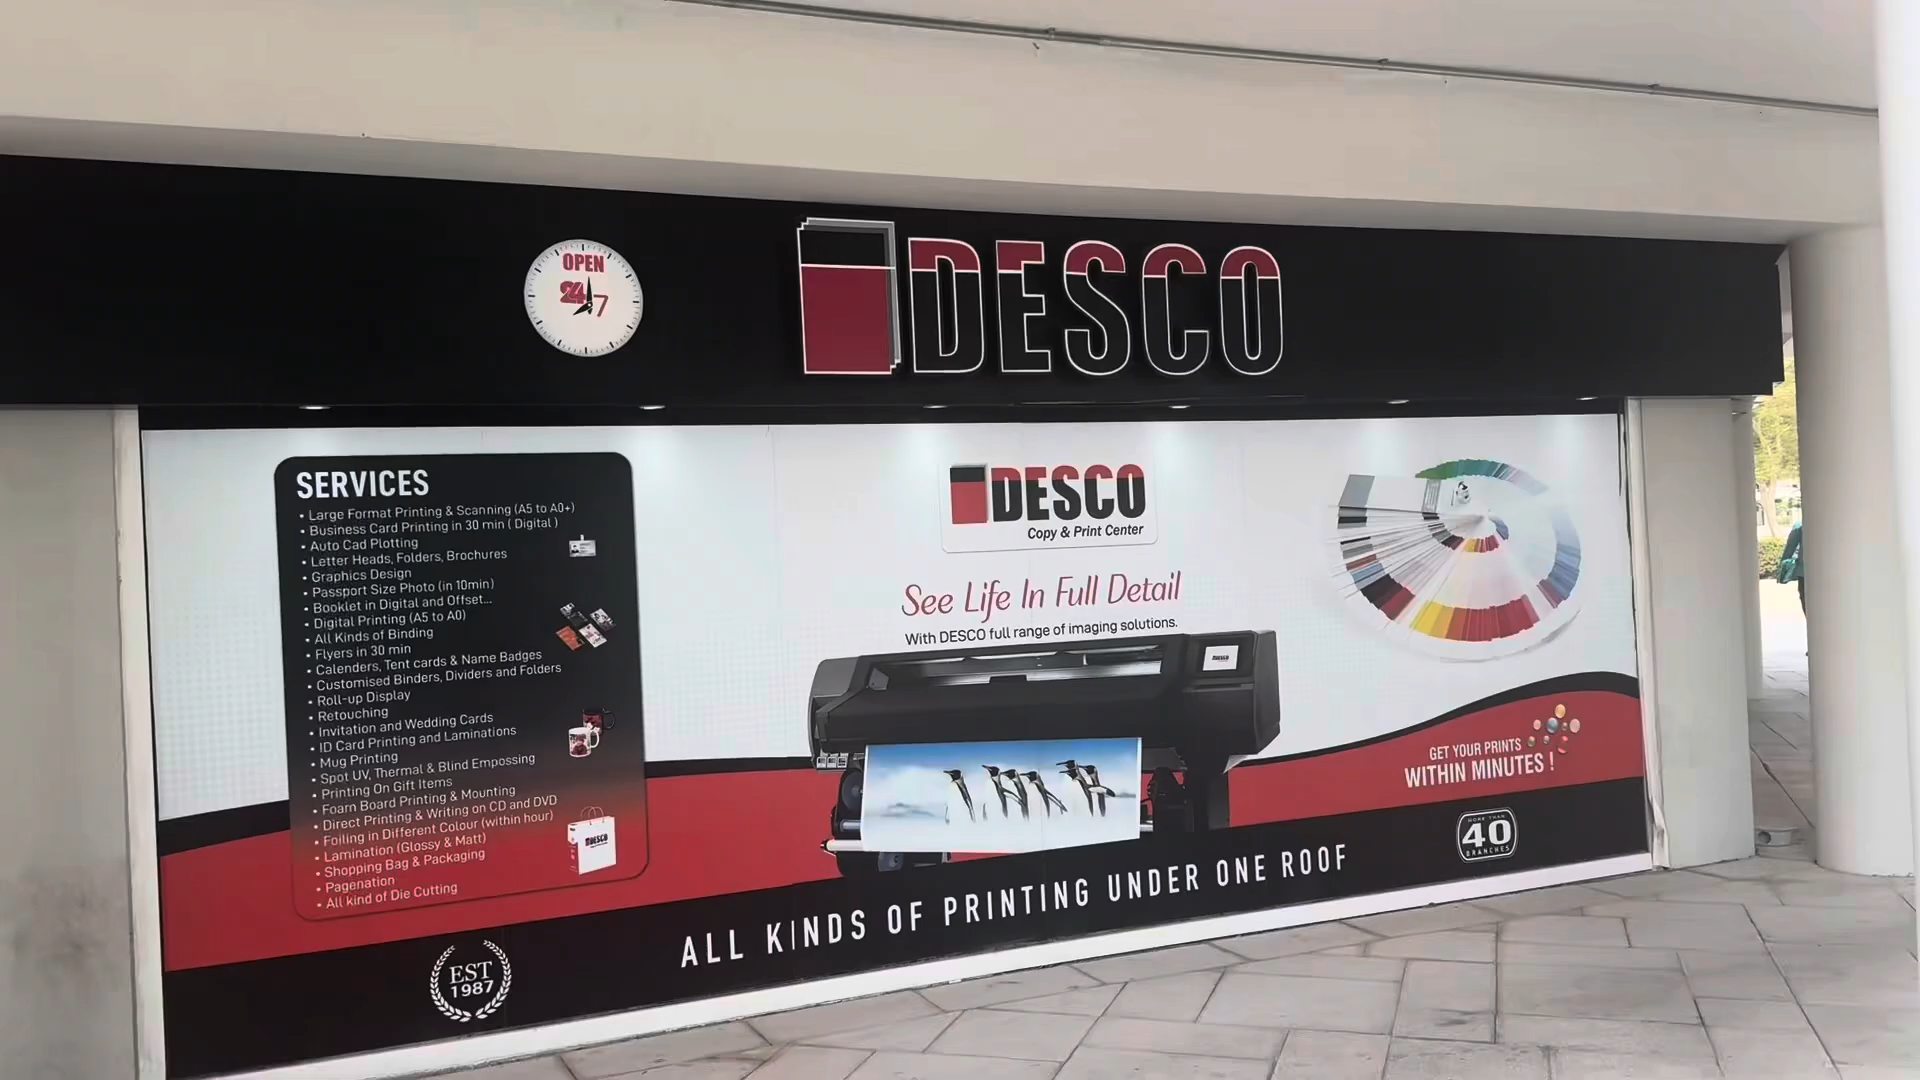 OPEN
24/7
DESCO
SERVICES
• Large Format Printing & Scanning (A5 to A0+)
• Business Card Printing in 30 min ( Digital )
• Auto Cad Plotting
• Letter Heads, Folders, Brochures
• Graphics Design
• Passport Size Photo (in 10min)
• Booklet in Digital and Offset...
• Digital Printing (A5 to A0)
• All Kinds of Binding
• Flyers in 30 min
• Calenders, Tent cards & Name Badges
• Customised Binders, Dividers and Folders
• Roll-up Display
• Retouching
• Invitation and Wedding Cards
• ID Card Printing and Laminations
• Mug Printing
• Spot UV, Thermal & Blind Empossing
• Printing On Gift Items
• Foam Board Printing & Mounting
• Direct Printing & Writing on CD and DVD
• Foiling in Different Colour (within hour)
• Lamination (Glossy & Matt)
• Shopping Bag & Packaging
• Pagenation
• All kind of Die Cutting
DESCO
DESCO
Copy & Print Center
See Life In Full Detail
With DESCO full range of imaging solutions.
DESCO
GET YOUR PRINTS
WITHIN MINUTES !
MORE THAN
40
BRANCHES
ALL KINDS OF PRINTING UNDER ONE ROOF
EST
1987